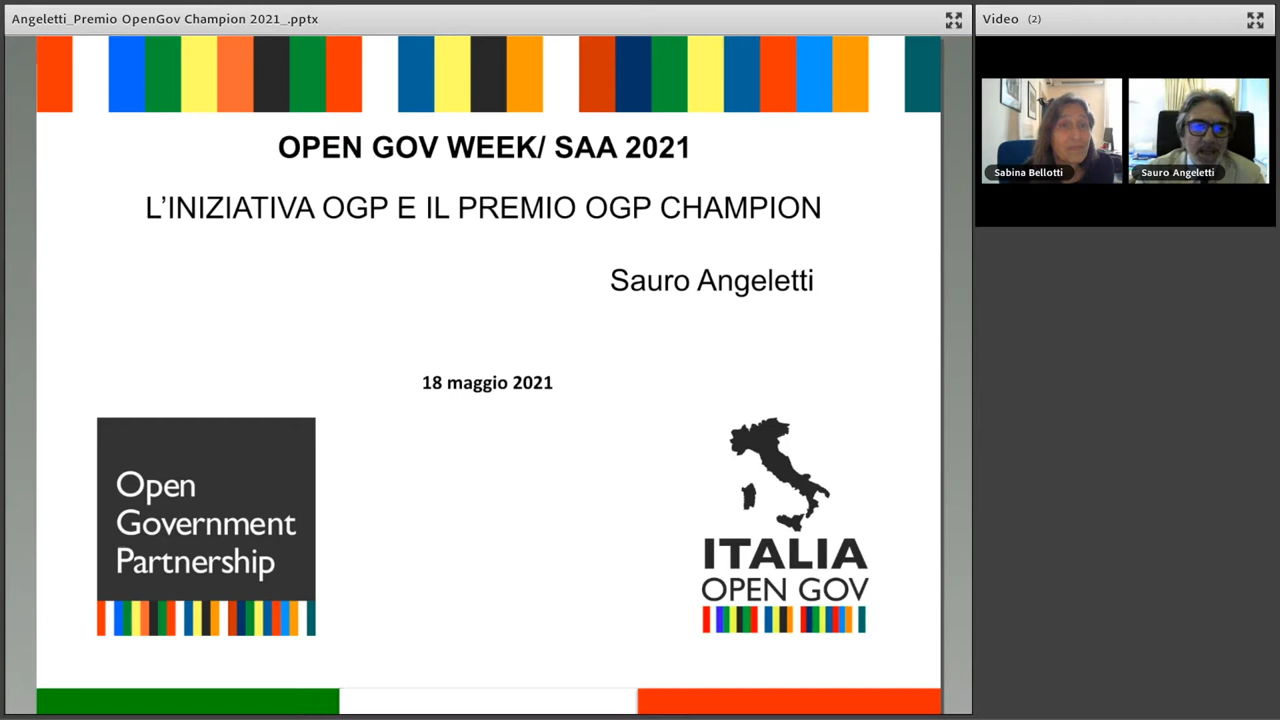 Angeletti_Premio OpenGov Champion 2021_.pptx
Video (2)
OPEN GOV WEEK/ SAA 2021
L’INIZIATIVA OGP E IL PREMIO OGP CHAMPION
Sauro Angeletti
18 maggio 2021
Open
Government
Partnership
ITALIA
OPEN GOV
Sabina Bellotti
Sauro Angeletti